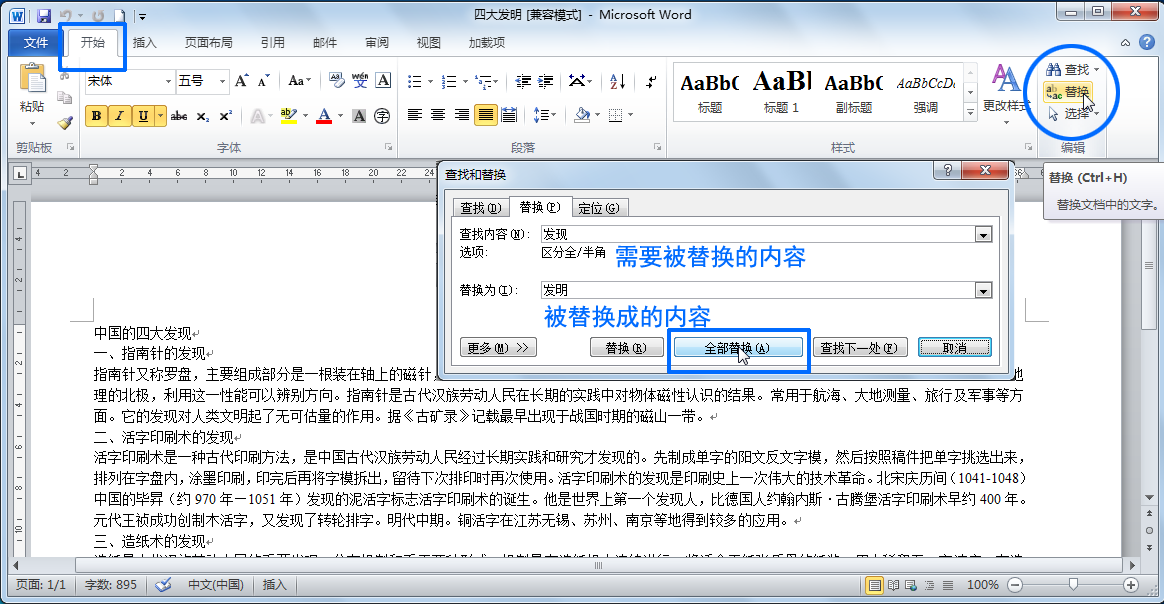 四大发明 [兼容模式] - Microsoft Word
文件 开始 插入 页面布局 引用 邮件 审阅 视图 加载项
粘贴
剪贴板
宋体 五号
字体
段落
AaBbC AaBl AaBbC AaBbCcDc
标题 标题 1 副标题 强调
更改样式
样式
查找
替换
选择
编辑
替换 (Ctrl+H)
替换文档中的文字。
查找和替换
查找(D) 替换(P) 定位(G)
查找内容(N): 发现
选项: 区分全/半角
需要被替换的内容
替换为(I): 发明
被替换成的内容
更多(M) >> 替换(R) 全部替换(A) 查找下一处(F) 取消
中国的四大发现
一、指南针的发现
指南针又称罗盘，主要组成部分是一根装在轴上的磁针，
地
理的北极，利用这一性能可以辨别方向。指南针是古代汉族劳动人民在长期的实践中对物体磁性认识的结果。常用于航海、大地测量、旅行及军事等方
面。它的发现对人类文明起了无可估量的作用。据《古矿录》记载最早出现于战国时期的磁山一带。
二、活字印刷术的发现
活字印刷术是一种古代印刷方法，是中国古代汉族劳动人民经过长期实践和研究才发现的。先制成单字的阳文反文字模，然后按照稿件把单字挑选出来，
排列在字盘内，涂墨印刷，印完后再将字模拆出，留待下次排印时再次使用。活字印刷术的发现是印刷史上一次伟大的技术革命。北宋庆历间（1041-1048）
中国的毕昇（约 970 年－1051 年）发现的泥活字标志活字印刷术的诞生。他是世界上第一个发现人，比德国人约翰内斯·古腾堡活字印刷术早约 400 年。
元代王祯成功创制木活字，又发现了转轮排字。明代中期。铜活字在江苏无锡、苏州、南京等地得到较多的应用。
三、造纸术的发现
页面: 1/1 字数: 895 中文(中国) 插入 100%